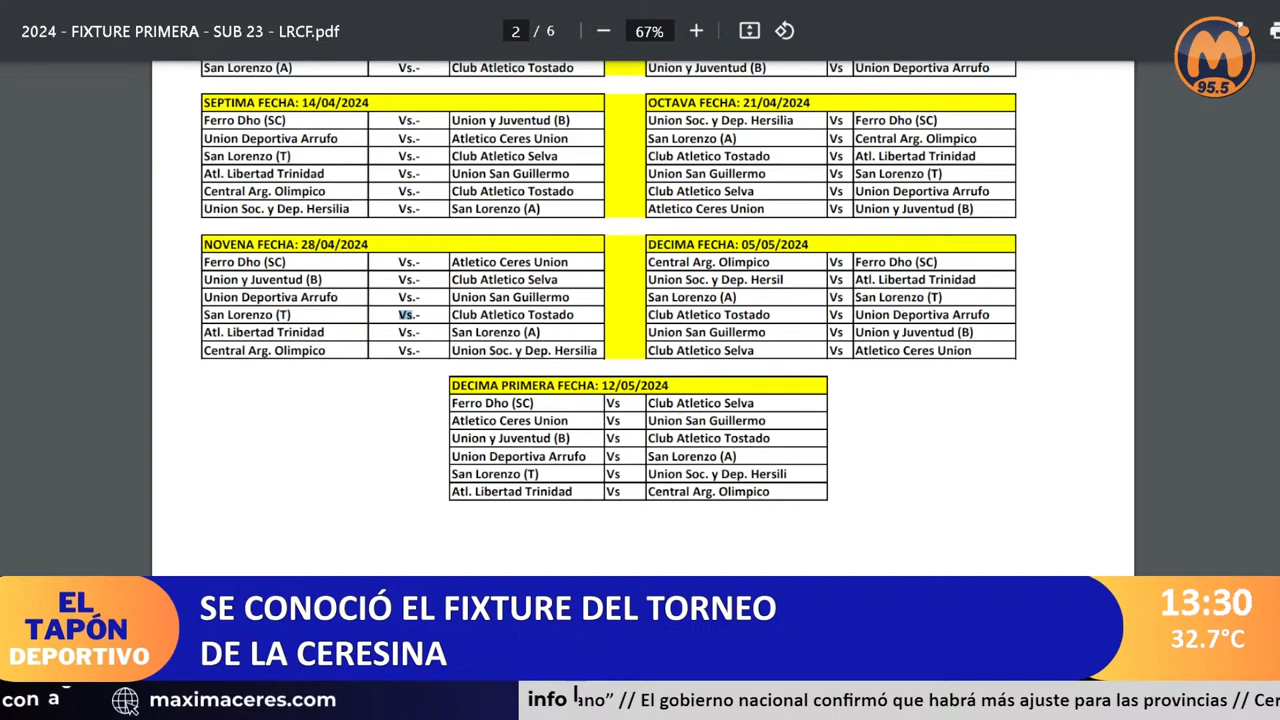 2024 - FIXTURE PRIMERA - SUB 23 - LRCF.pdf 2 / 6 67%
M 95.5
San Lorenzo (A) Vs.- Club Atletico Tostado Union y Juventud (B) Vs Union Deportiva Arrufo
SEPTIMA FECHA: 14/04/2024 OCTAVA FECHA: 21/04/2024
Ferro Dho (SC) Vs.- Union y Juventud (B) Union Soc. y Dep. Hersilia Vs Ferro Dho (SC)
Union Deportiva Arrufo Vs.- Atletico Ceres Union San Lorenzo (A) Vs Central Arg. Olimpico
San Lorenzo (T) Vs.- Club Atletico Selva Club Atletico Tostado Vs Atl. Libertad Trinidad
Atl. Libertad Trinidad Vs.- Union San Guillermo Union San Guillermo Vs San Lorenzo (T)
Central Arg. Olimpico Vs.- Club Atletico Tostado Club Atletico Selva Vs Union Deportiva Arrufo
Union Soc. y Dep. Hersilia Vs.- San Lorenzo (A) Atletico Ceres Union Vs Union y Juventud (B)
NOVENA FECHA: 28/04/2024 DECIMA FECHA: 05/05/2024
Ferro Dho (SC) Vs.- Atletico Ceres Union Central Arg. Olimpico Vs Ferro Dho (SC)
Union y Juventud (B) Vs.- Club Atletico Selva Union Soc. y Dep. Hersil Vs Atl. Libertad Trinidad
Union Deportiva Arrufo Vs.- Union San Guillermo San Lorenzo (A) Vs San Lorenzo (T)
San Lorenzo (T) Vs.- Club Atletico Tostado Club Atletico Tostado Vs Union Deportiva Arrufo
Atl. Libertad Trinidad Vs.- San Lorenzo (A) Union San Guillermo Vs Union y Juventud (B)
Central Arg. Olimpico Vs.- Union Soc. y Dep. Hersilia Club Atletico Selva Vs Atletico Ceres Union
DECIMA PRIMERA FECHA: 12/05/2024
Ferro Dho (SC) Vs Club Atletico Selva
Atletico Ceres Union Vs Union San Guillermo
Union y Juventud (B) Vs Club Atletico Tostado
Union Deportiva Arrufo Vs San Lorenzo (A)
San Lorenzo (T) Vs Union Soc. y Dep. Hersili
Atl. Libertad Trinidad Vs Central Arg. Olimpico
EL
TAPÓN
DEPORTIVO
SE CONOCIÓ EL FIXTURE DEL TORNEO
DE LA CERESINA
13:30
32.7°C
con a maximaceres.com info ano” // El gobierno nacional confirmó que habrá más ajuste para las provincias // Cer